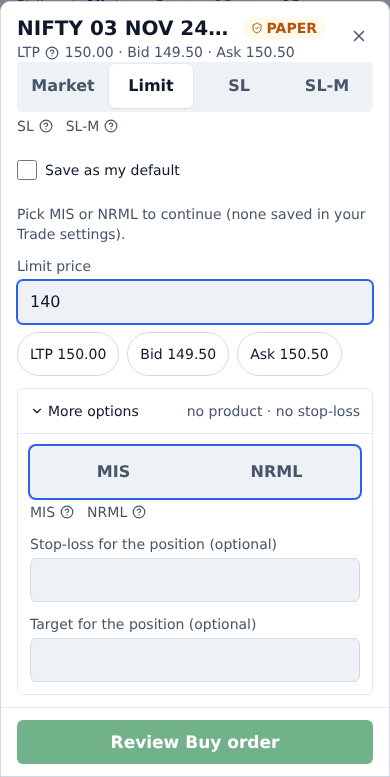 NIFTY 03 NOV 24... PAPER
LTP 150.00 · Bid 149.50 · Ask 150.50
Market Limit SL SL-M
SL SL-M
Save as my default
Pick MIS or NRML to continue (none saved in your
Trade settings).
Limit price
140
LTP 150.00 Bid 149.50 Ask 150.50
More options no product · no stop-loss
MIS NRML
MIS NRML
Stop-loss for the position (optional)
Target for the position (optional)
Review Buy order